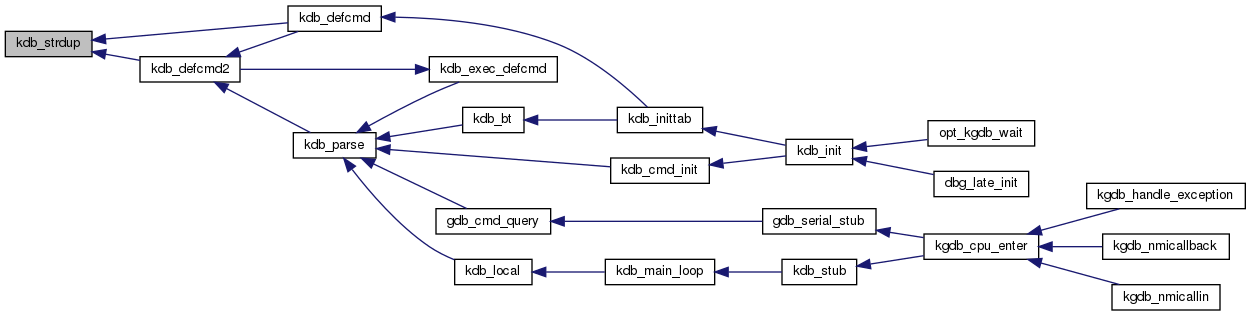 kdb_strdup
kdb_defcmd
kdb_defcmd2
kdb_exec_defcmd
kdb_parse
kdb_bt
kdb_inittab
kdb_cmd_init
kdb_init
opt_kgdb_wait
dbg_late_init
gdb_cmd_query
gdb_serial_stub
kdb_local
kdb_main_loop
kdb_stub
kgdb_cpu_enter
kgdb_handle_exception
kgdb_nmicallback
kgdb_nmicallin